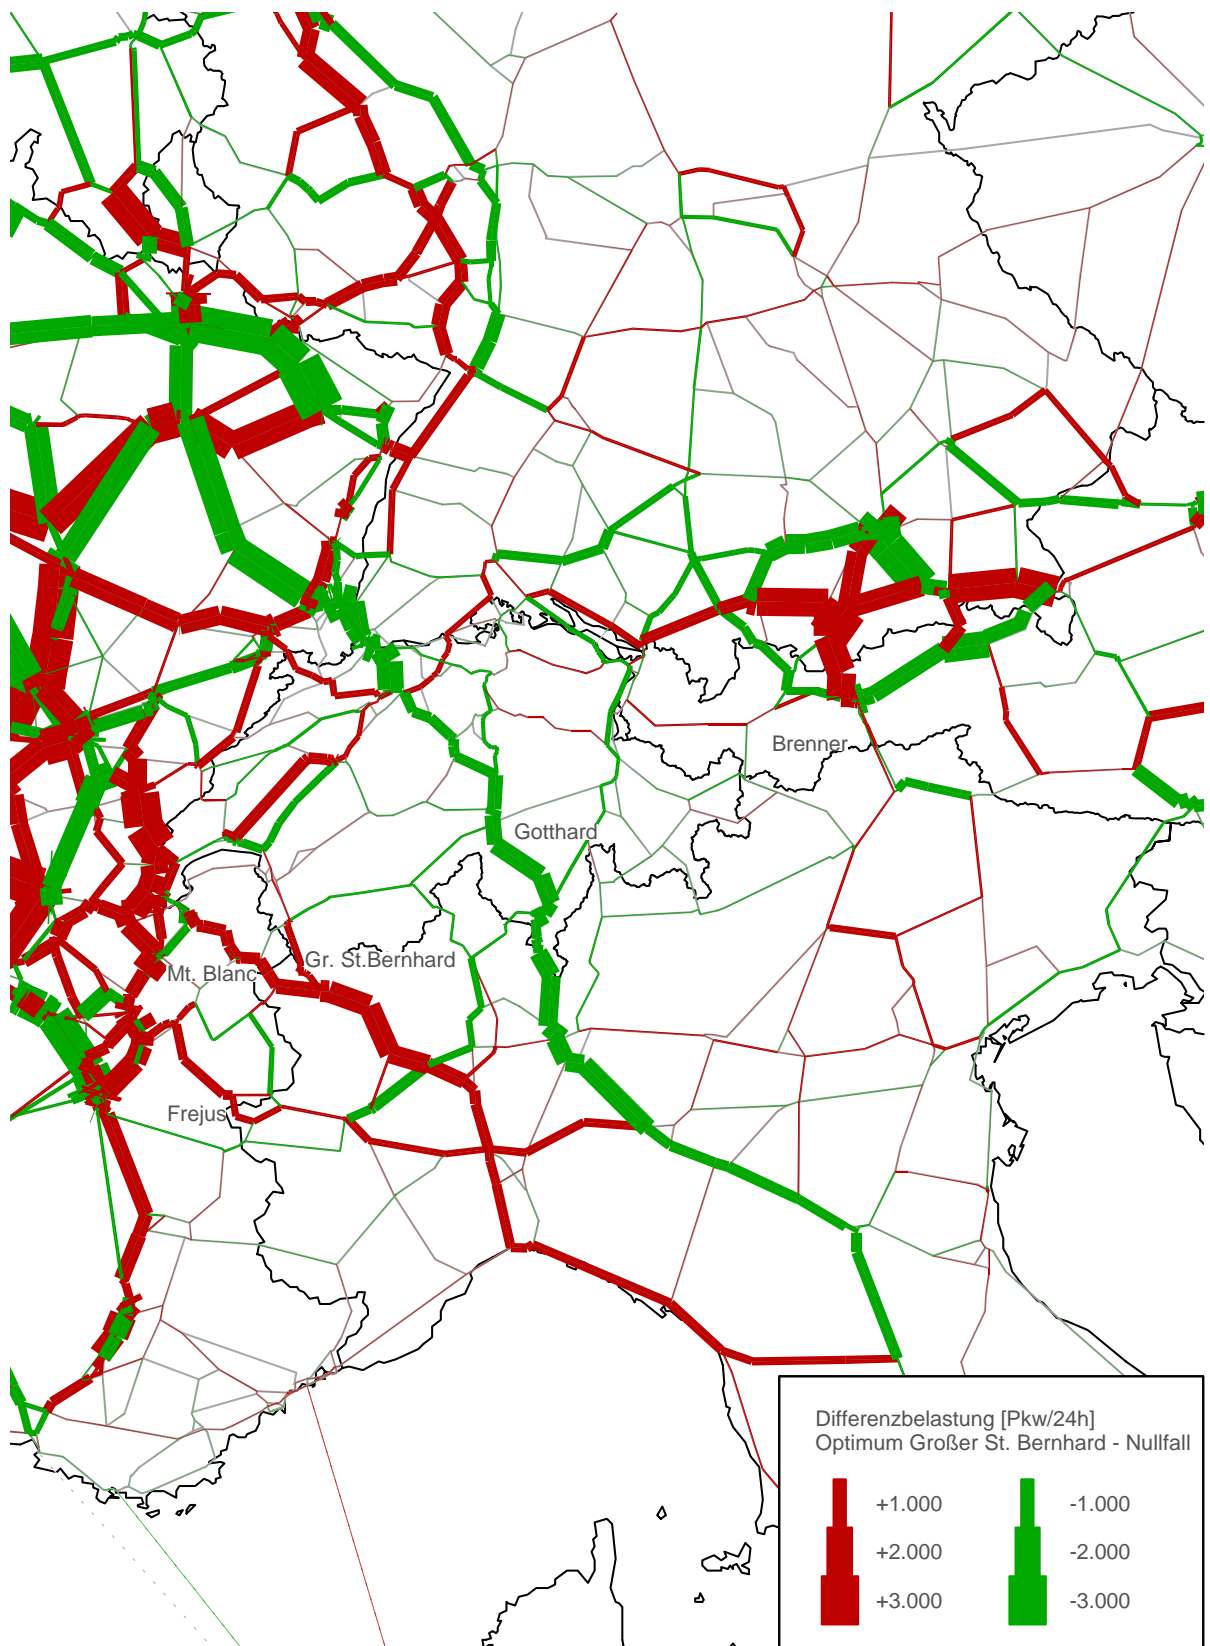 Brenner
Gotthard
Gr. St.Bernhard
Mt. Blanc
Frejus
Differenzbelastung [Pkw/24h]
Optimum Großer St. Bernhard - Nullfall
+1.000 -1.000
+2.000 -2.000
+3.000 -3.000